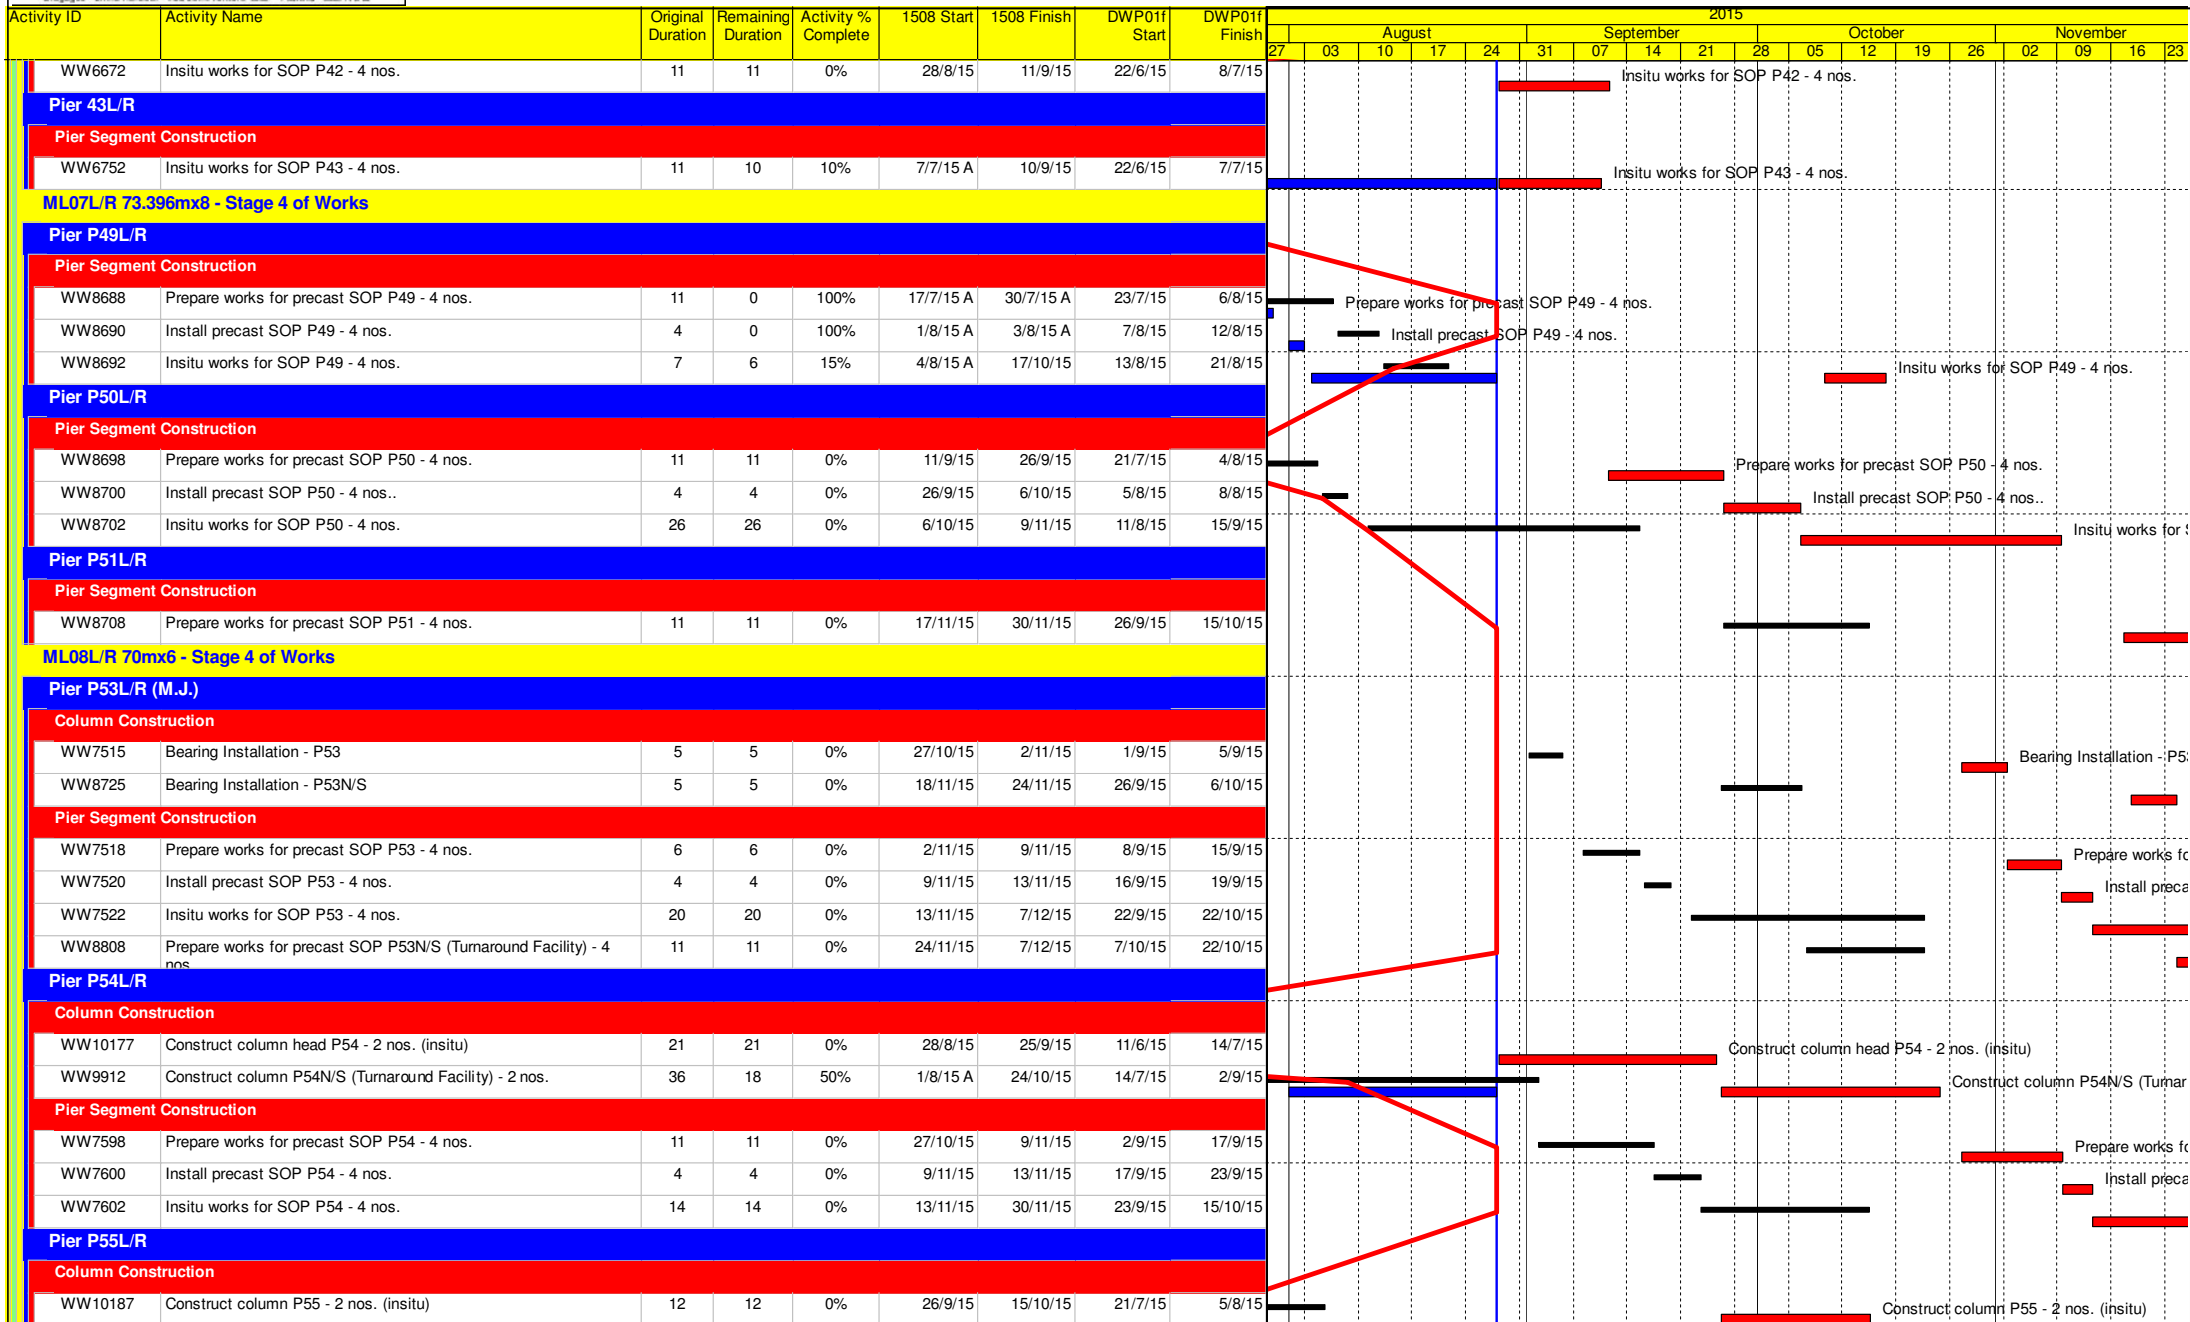 Activity ID Activity Name Original Duration Remaining Duration Activity % Complete 1508 Start 1508 Finish DWP01f Start DWP01f Finish
2015
August September October November
27 03 10 17 24 31 07 14 21 28 05 12 19 26 02 09 16 23
WW6672 Insitu works for SOP P42 - 4 nos. 11 11 0% 28/8/15 11/9/15 22/6/15 8/7/15 Insitu works for SOP P42 - 4 nos.
Pier 43L/R
Pier Segment Construction
WW6752 Insitu works for SOP P43 - 4 nos. 11 10 10% 7/7/15 A 10/9/15 22/6/15 7/7/15 Insitu works for SOP P43 - 4 nos.
ML07L/R 73.396mx8 - Stage 4 of Works
Pier P49L/R
Pier Segment Construction
WW8688 Prepare works for precast SOP P49 - 4 nos. 11 0 100% 17/7/15 A 30/7/15 A 23/7/15 6/8/15 Prepare works for precast SOP P49 - 4 nos.
WW8690 Install precast SOP P49 - 4 nos. 4 0 100% 1/8/15 A 3/8/15 A 7/8/15 12/8/15 Install precast SOP P49 - 4 nos.
WW8692 Insitu works for SOP P49 - 4 nos. 7 6 15% 4/8/15 A 17/10/15 13/8/15 21/8/15 Insitu works for SOP P49 - 4 nos.
Pier P50L/R
Pier Segment Construction
WW8698 Prepare works for precast SOP P50 - 4 nos. 11 11 0% 11/9/15 26/9/15 21/7/15 4/8/15 Prepare works for precast SOP P50 - 4 nos.
WW8700 Install precast SOP P50 - 4 nos.. 4 4 0% 26/9/15 6/10/15 5/8/15 8/8/15 Install precast SOP P50 - 4 nos..
WW8702 Insitu works for SOP P50 - 4 nos. 26 26 0% 6/10/15 9/11/15 11/8/15 15/9/15 Insitu works for
Pier P51L/R
Pier Segment Construction
WW8708 Prepare works for precast SOP P51 - 4 nos. 11 11 0% 17/11/15 30/11/15 26/9/15 15/10/15
ML08L/R 70mx6 - Stage 4 of Works
Pier P53L/R (M.J.)
Column Construction
WW7515 Bearing Installation - P53 5 5 0% 27/10/15 2/11/15 1/9/15 5/9/15 Bearing Installation - P53
WW8725 Bearing Installation - P53N/S 5 5 0% 18/11/15 24/11/15 26/9/15 6/10/15
Pier Segment Construction
WW7518 Prepare works for precast SOP P53 - 4 nos. 6 6 0% 2/11/15 9/11/15 8/9/15 15/9/15 Prepare works fo
WW7520 Install precast SOP P53 - 4 nos. 4 4 0% 9/11/15 13/11/15 16/9/15 19/9/15 Install preca
WW7522 Insitu works for SOP P53 - 4 nos. 20 20 0% 13/11/15 7/12/15 22/9/15 22/10/15
WW8808 Prepare works for precast SOP P53N/S (Turnaround Facility) - 4 nos 11 11 0% 24/11/15 7/12/15 7/10/15 22/10/15
Pier P54L/R
Column Construction
WW10177 Construct column head P54 - 2 nos. (insitu) 21 21 0% 28/8/15 25/9/15 11/6/15 14/7/15 Construct column head P54 - 2 nos. (insitu)
WW9912 Construct column P54N/S (Turnaround Facility) - 2 nos. 36 18 50% 1/8/15 A 24/10/15 14/7/15 2/9/15 Construct column P54N/S (Turnar
Pier Segment Construction
WW7598 Prepare works for precast SOP P54 - 4 nos. 11 11 0% 27/10/15 9/11/15 2/9/15 17/9/15 Prepare works fo
WW7600 Install precast SOP P54 - 4 nos. 4 4 0% 9/11/15 13/11/15 17/9/15 23/9/15 Install preca
WW7602 Insitu works for SOP P54 - 4 nos. 14 14 0% 13/11/15 30/11/15 23/9/15 15/10/15
Pier P55L/R
Column Construction
WW10187 Construct column P55 - 2 nos. (insitu) 12 12 0% 26/9/15 15/10/15 21/7/15 5/8/15 Construct column P55 - 2 nos. (insitu)